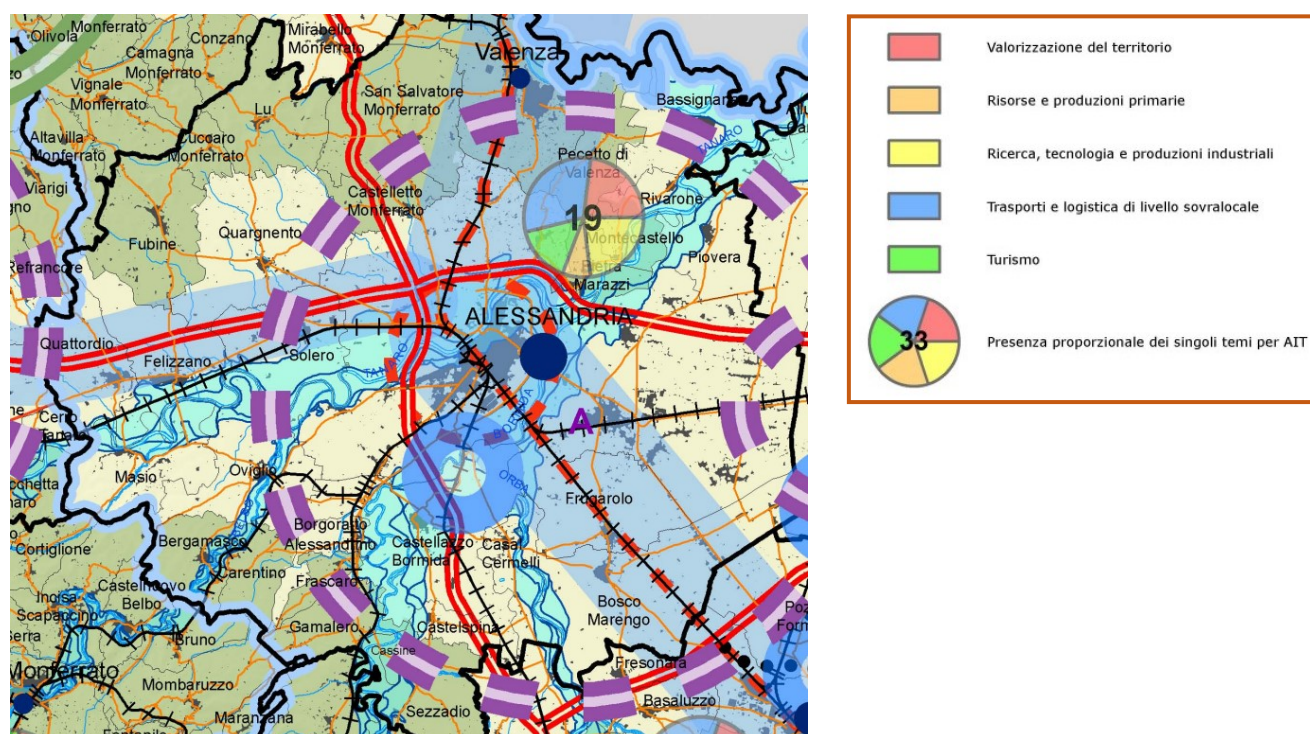 Monferrato
Olivola
Conzano
Mirabello
Monferrato
Camagna
Monferrato
Valenza
Vignale
Monferrato
San Salvatore
Monferrato
Lu
Altavilla
Monferrato
Cuccaro
Monferrato
TANARO
Pecetto di
Valenza
Viarigi
Castelletto
Monferrato
Rivarone
19
Quargnento
Montecastello
Fubine
Piovera
Refrancore
Pietra
Marazzi
ALESSANDRIA
Quattordio
Solero
Felizzano
BORMIDA
A
Cerro
Tanaro
Masio
Oviglio
ORBA
Frugarolo
Borgoratto
Alessandrino
Cortiglione
Bergamasco
Castellazzo
Bormida
Casal
Cermelli
Carentino
Castelnuovo
Belbo
Frascaro
Incisa
Scapaccino
Bosco
Marengo
Bruno
Gamalero
Castelspina
Cassine
Fresonara
Monferrato
Mombaruzzo
Basaluzzo
Sezzadio
Maranzana
Valorizzazione del territorio
Risorse e produzioni primarie
Ricerca, tecnologia e produzioni industriali
Trasporti e logistica di livello sovralocale
Turismo
33
Presenza proporzionale dei singoli temi per AIT